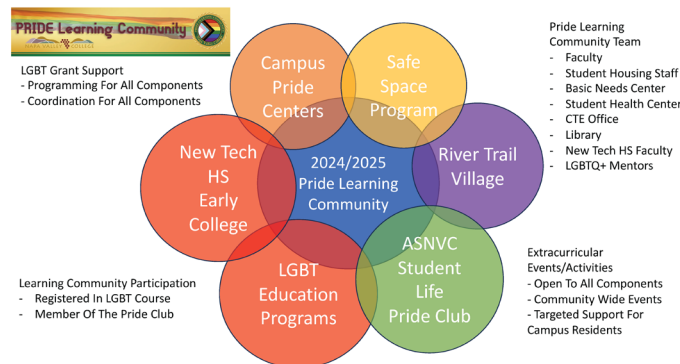 PRIDE Learning Community
NAPA VALLEY COLLEGE
LGBT Grant Support
- Programming For All Components
- Coordination For All Components
Campus
Pride
Centers
Safe
Space
Program
Pride Learning
Community Team
- Faculty
- Student Housing Staff
- Basic Needs Center
- Student Health Center
- CTE Office
- Library
- New Tech HS Faculty
- LGBTQ+ Mentors
New Tech
HS
Early
College
2024/2025
Pride Learning
Community
River Trail
Village
LGBT
Education
Programs
ASNVC
Student
Life
Pride Club
Learning Community Participation
- Registered In LGBT Course
- Member Of The Pride Club
Extracurricular
Events/Activities
- Open To All Components
- Community Wide Events
- Targeted Support For
Campus Residents